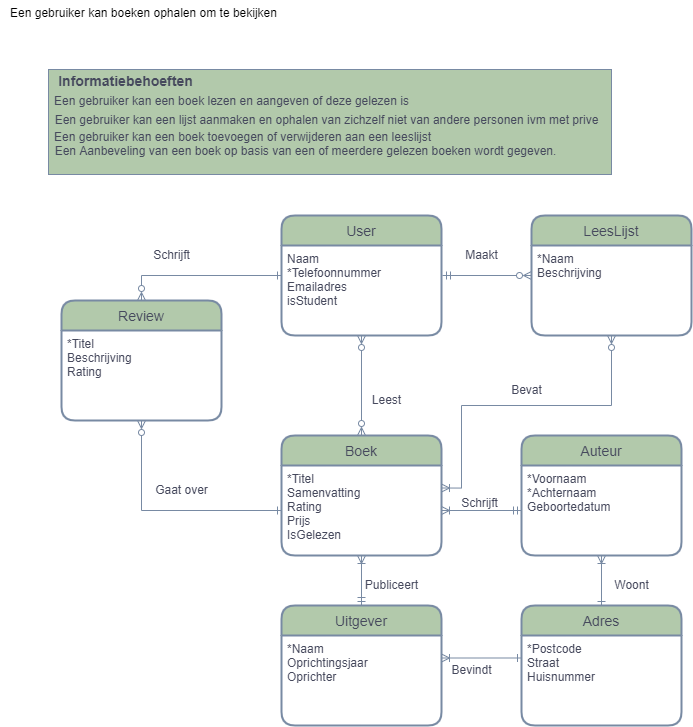 Een gebruiker kan boeken ophalen om te bekijken
Informatiebehoeften
Een gebruiker kan een boek lezen en aangeven of deze gelezen is
Een gebruiker kan een lijst aanmaken en ophalen van zichzelf niet van andere personen ivm met prive
Een gebruiker kan een boek toevoegen of verwijderen aan een leeslijst
Een Aanbeveling van een boek op basis van een of meerdere gelezen boeken wordt gegeven.
User
Naam
*Telefoonnummer
Emailadres
isStudent
Maakt
LeesLijst
*Naam
Beschrijving
Schrijft
Review
*Titel
Beschrijving
Rating
Leest
Bevat
Gaat over
Boek
*Titel
Samenvatting
Rating
Prijs
IsGelezen
Schrijft
Auteur
*Voornaam
*Achternaam
Geboortedatum
Publiceert
Woont
Uitgever
*Naam
Oprichtingsjaar
Oprichter
Bevindt
Adres
*Postcode
Straat
Huisnummer